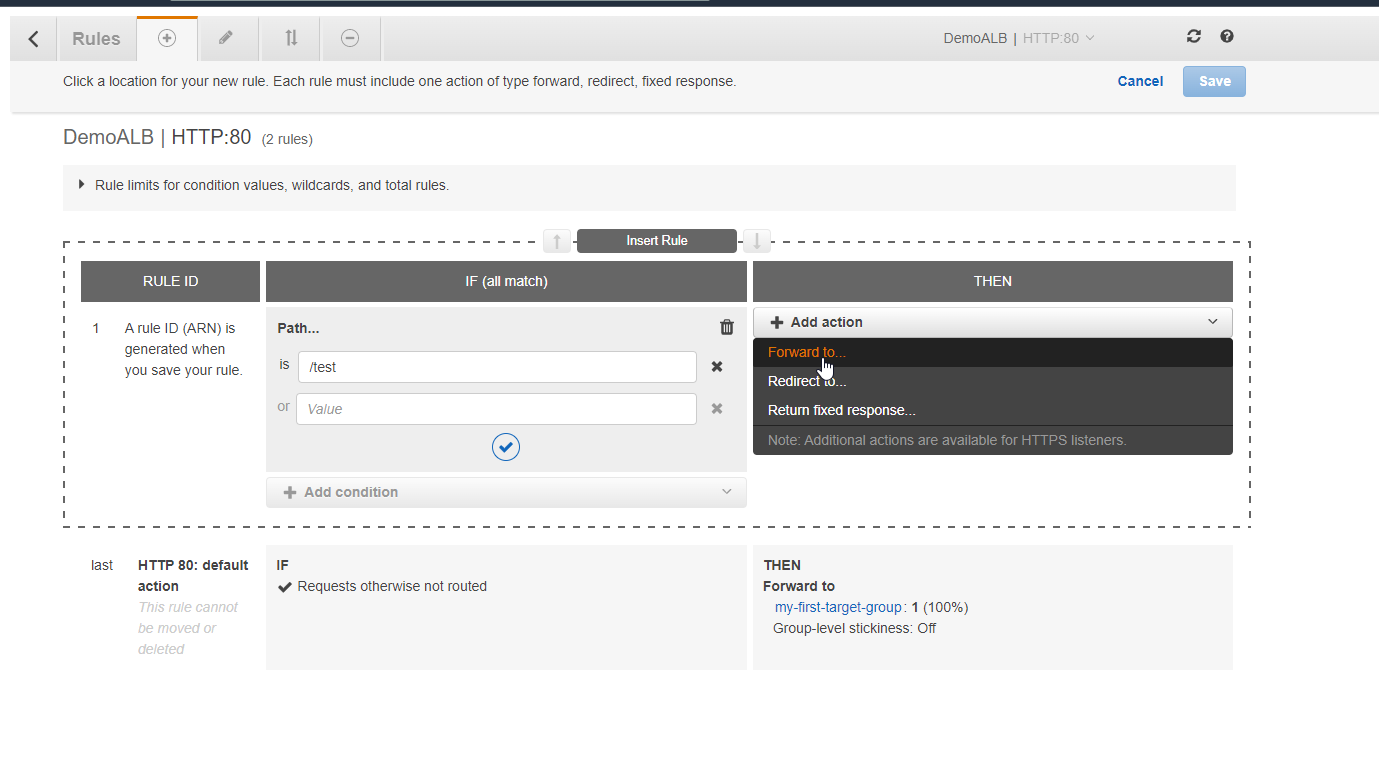 Rules
DemoALB | HTTP:80
Click a location for your new rule. Each rule must include one action of type forward, redirect, fixed response.
Cancel
Save
DemoALB | HTTP:80 (2 rules)
Rule limits for condition values, wildcards, and total rules.
Insert Rule
RULE ID
IF (all match)
THEN
1
A rule ID (ARN) is
generated when
you save your rule.
Path...
is
/test
or
Value
Add condition
Add action
Forward to...
Redirect to...
Return fixed response...
Note: Additional actions are available for HTTPS listeners.
last
HTTP 80: default
action
This rule cannot
be moved or
deleted
IF
Requests otherwise not routed
THEN
Forward to
my-first-target-group: 1 (100%)
Group-level stickiness: Off